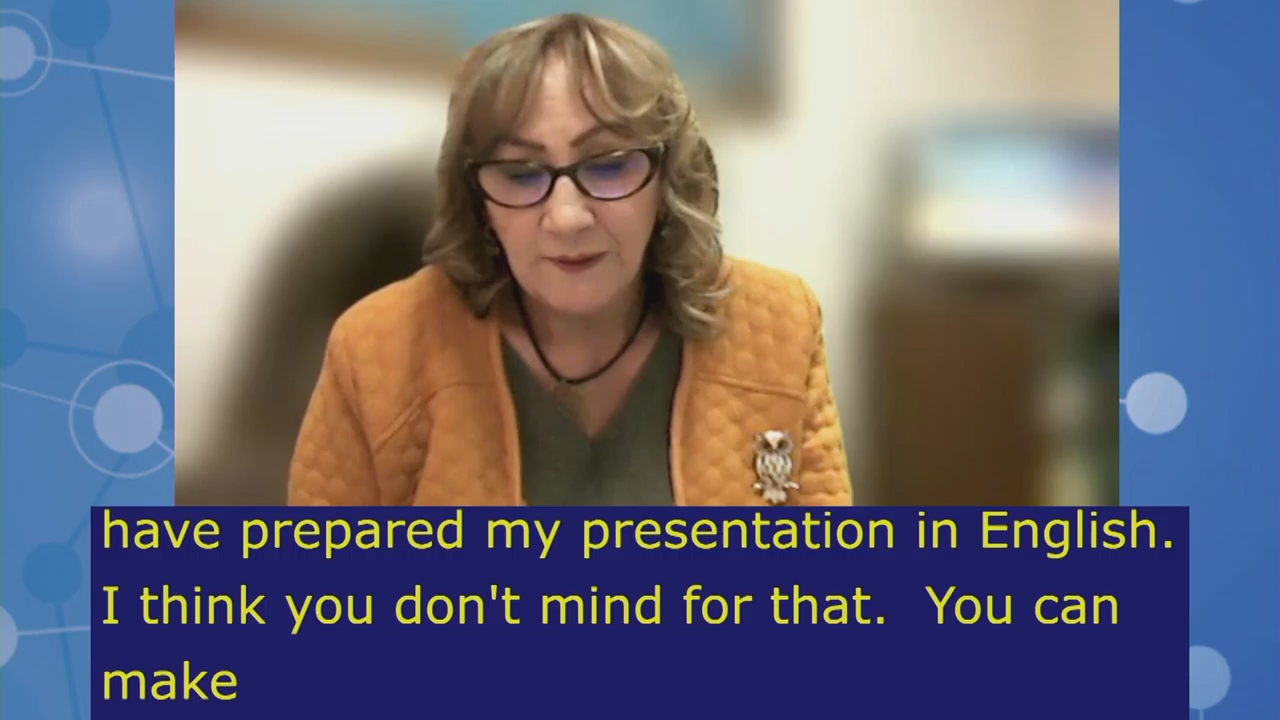 have prepared my presentation in English.
I think you don't mind for that.  You can
make